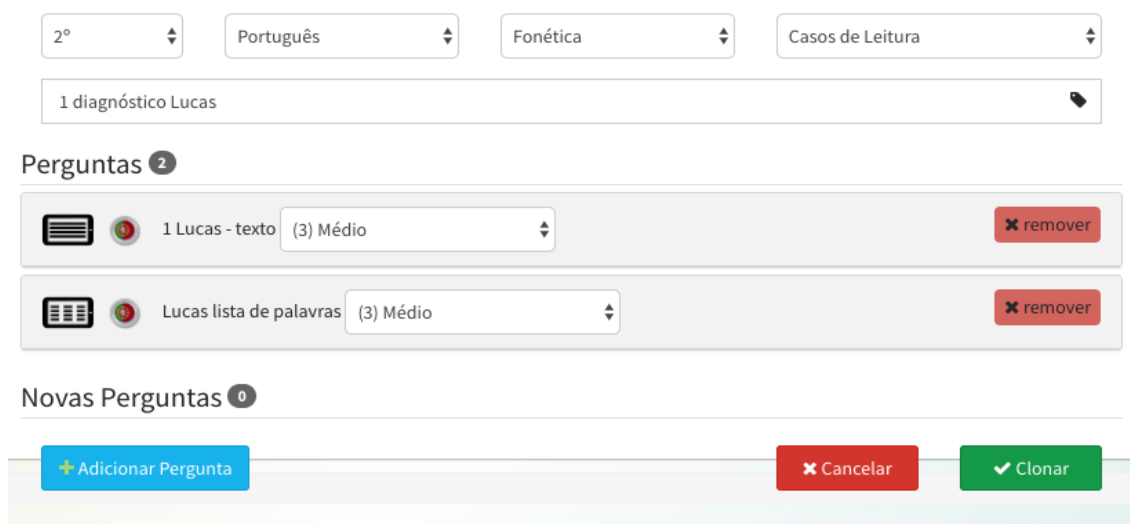 2º Português Fonética Casos de Leitura
1 diagnóstico Lucas
Perguntas 2
1 Lucas - texto (3) Médio remover
Lucas lista de palavras (3) Médio remover
Novas Perguntas 0
Adicionar Pergunta Cancelar Clonar